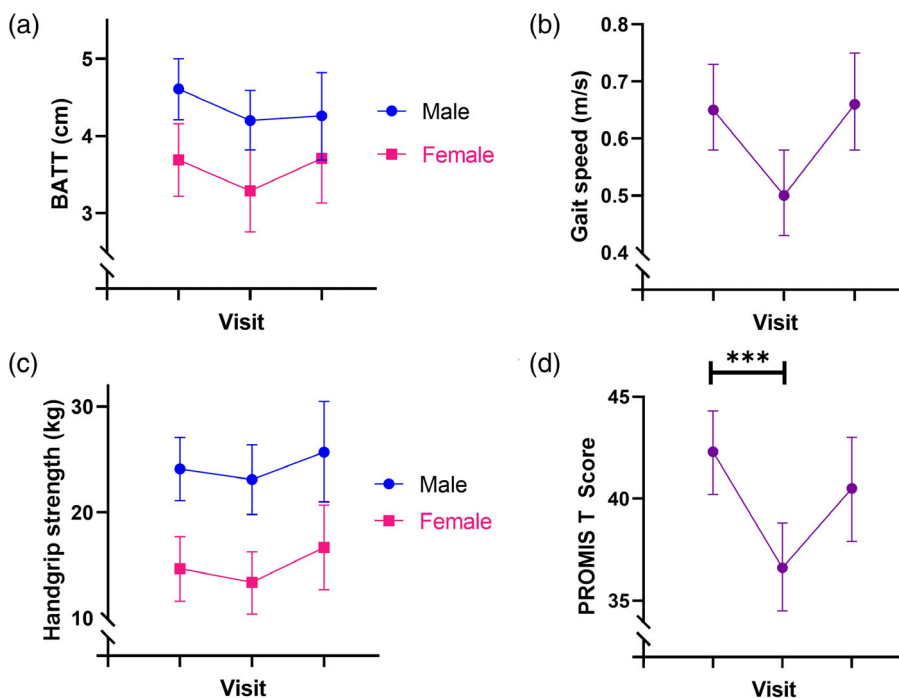 (a)
BATT (cm)
5
4
3
Male
Female
Visit
(b)
Gait speed (m/s)
0.8
0.7
0.6
0.5
0.4
Visit
(c)
Handgrip strength (kg)
30
20
10
Male
Female
Visit
(d)
***
PROMIS T Score
45
40
35
Visit